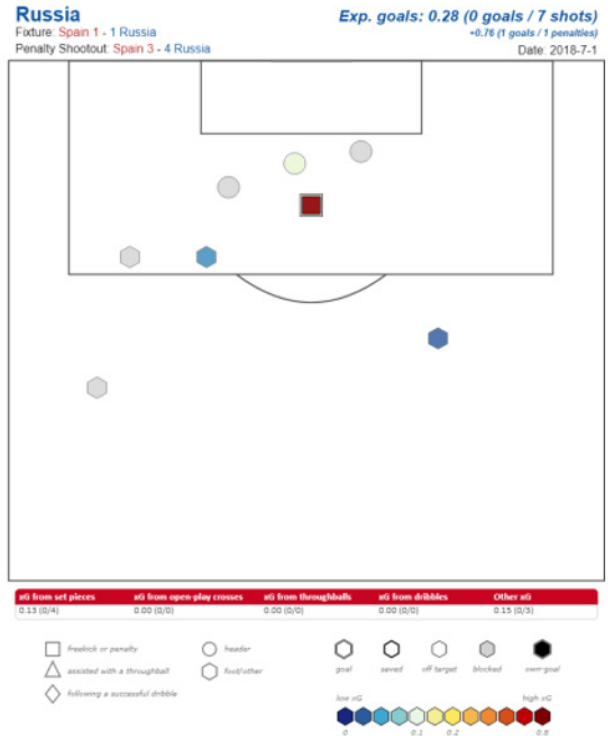 Russia
Exp. goals: 0.28 (0 goals / 7 shots)
Fixture: Spain 1 - 1 Russia
+0.76 (1 goals / 1 penalties)
Penalty Shootout: Spain 3 - 4 Russia
Date: 2018-7-1
xG from set pieces xG from open-play crosses xG from throughballs xG from dribbles Other xG
0.13 (0/4) 0.00 (0/0) 0.00 (0/0) 0.00 (0/0) 0.15 (0/3)
freekick or penalty header
assisted with a throughball foot/other
following a successful dribble
goal saved off target blocked own-goal
low xG high xG
0 0.1 0.2 0.8